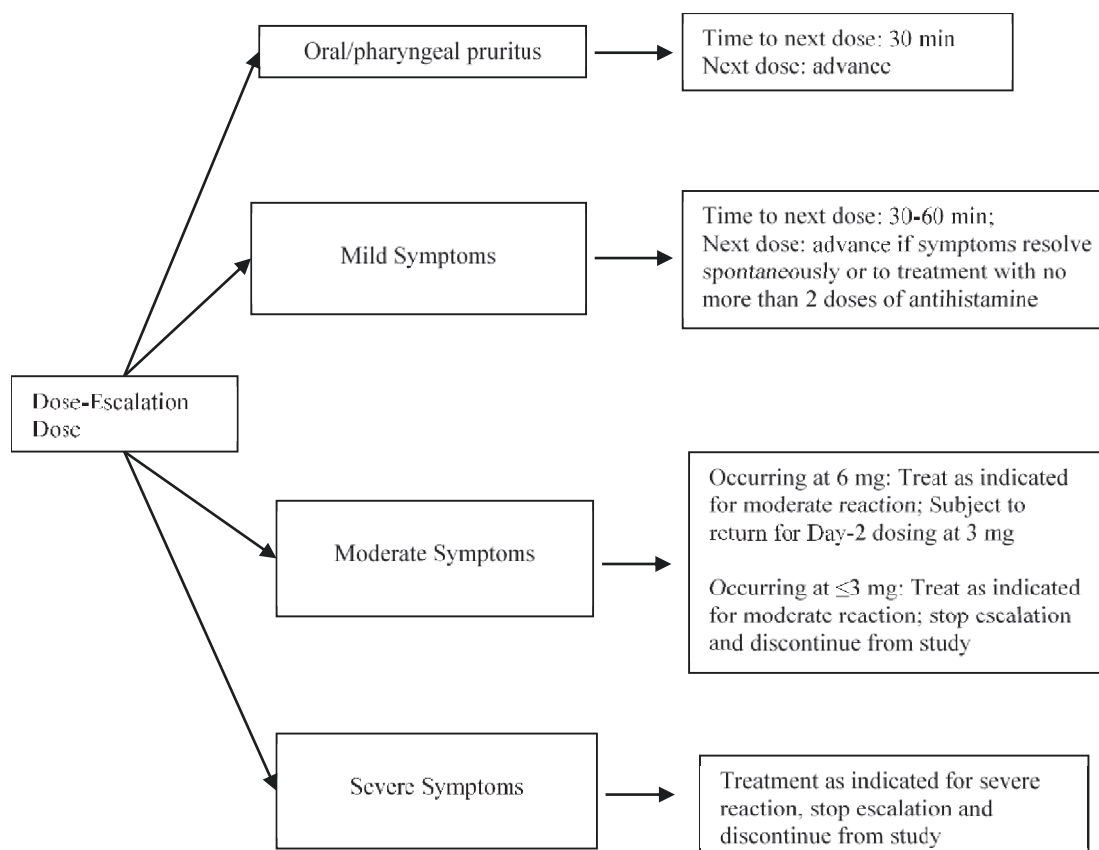 Oral/pharyngeal pruritus
Time to next dose: 30 min
Next dose: advance
Mild Symptoms
Time to next dose: 30-60 min;
Next dose: advance if symptoms resolve
spontaneously or to treatment with no
more than 2 doses of antihistamine
Dose-Escalation
Dose
Moderate Symptoms
Occurring at 6 mg: Treat as indicated
for moderate reaction; Subject to
return for Day-2 dosing at 3 mg
Occurring at ≤3 mg: Treat as indicated
for moderate reaction; stop escalation
and discontinue from study
Severe Symptoms
Treatment as indicated for severe
reaction, stop escalation and
discontinue from study